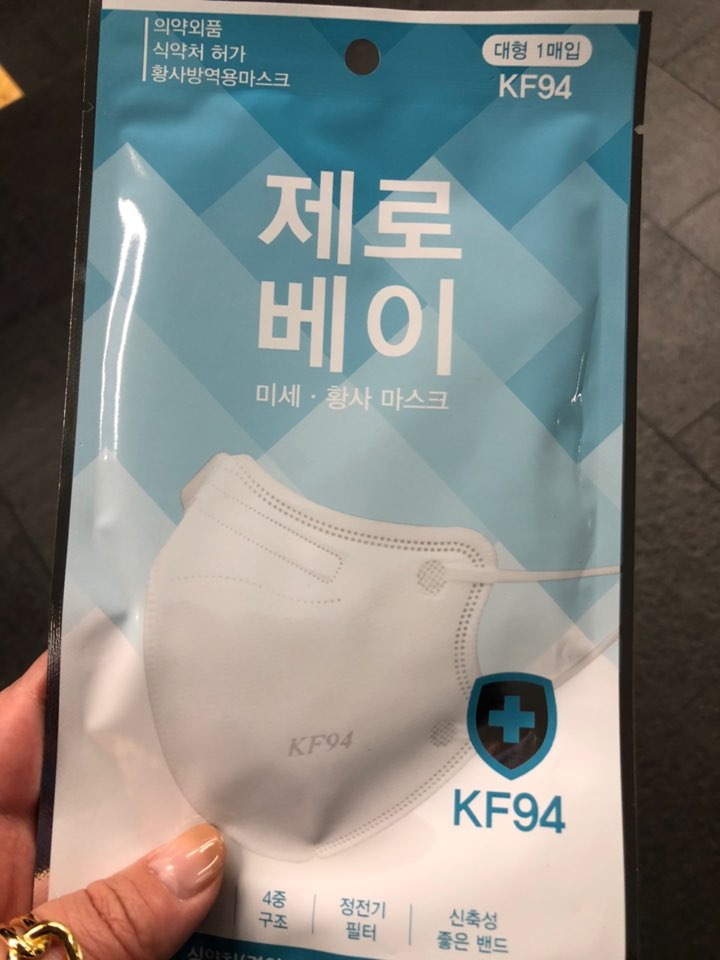 의약외품
식약처 허가
황사방역용마스크
대형 1매입
KF94
제로
베이
미세 · 황사 마스크
KF94
KF94
4중
구조
정전기
필터
신축성
좋은 밴드